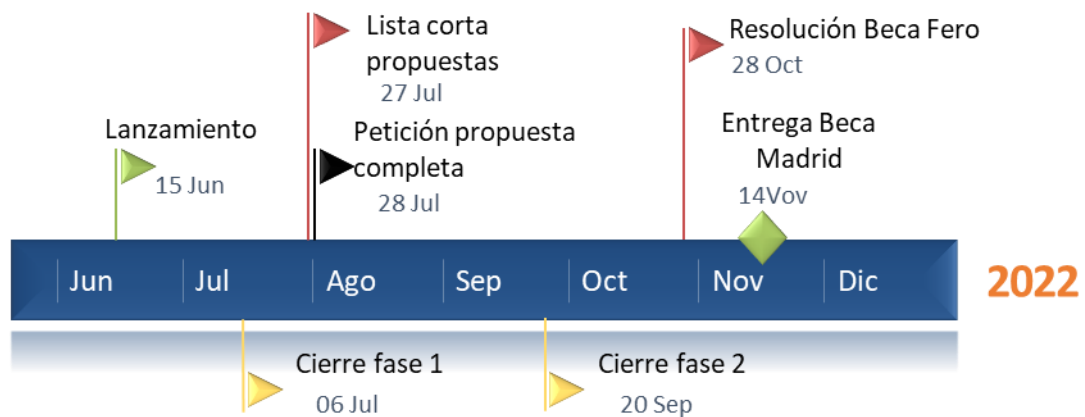 Lista corta
propuestas
27 Jul
Resolución Beca Fero
28 Oct
Lanzamiento
15 Jun
Petición propuesta
completa
28 Jul
Entrega Beca
Madrid
14Vov
Jun Jul Ago Sep Oct Nov Dic
2022
Cierre fase 1
06 Jul
Cierre fase 2
20 Sep